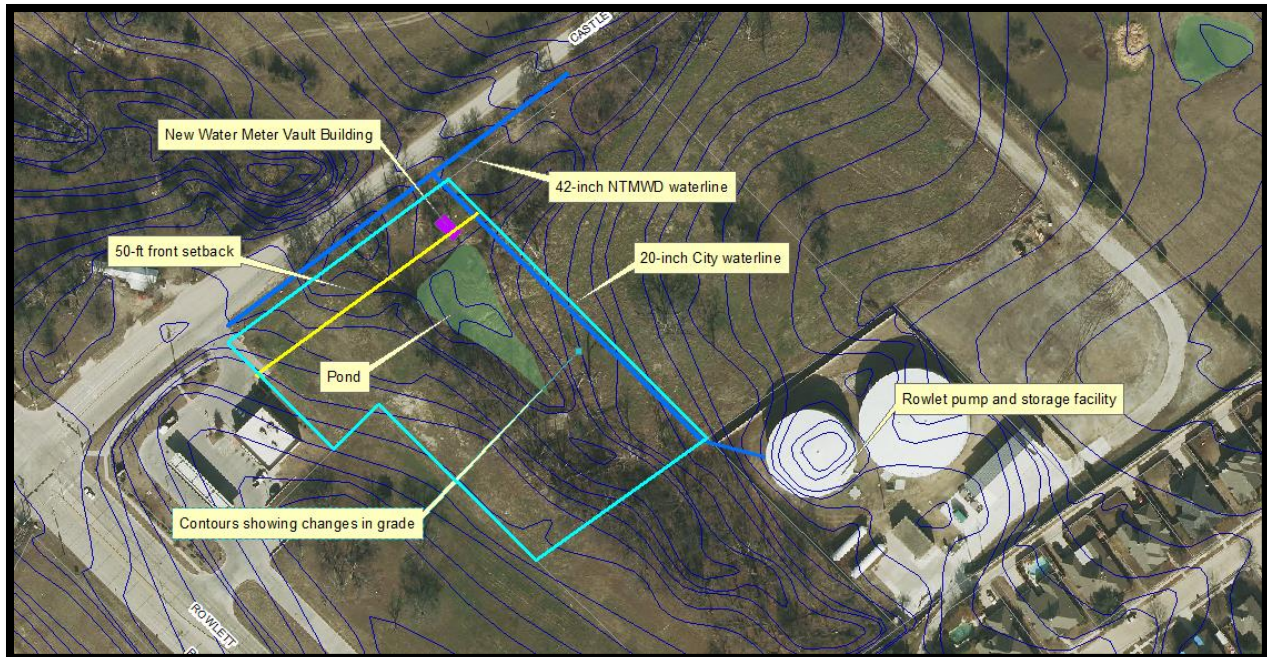 CASTLE
New Water Meter Vault Building
42-inch NTMWD waterline
50-ft front setback
20-inch City waterline
Pond
Rowlet pump and storage facility
Contours showing changes in grade
ROWLETT